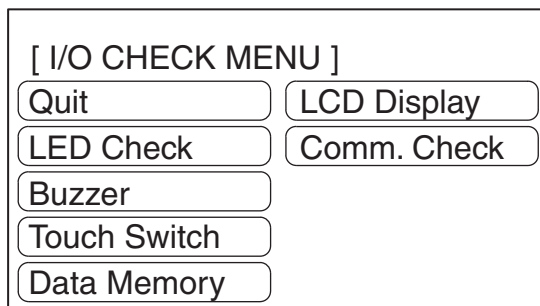 [ I/O CHECK MENU ]
Quit
LCD Display
LED Check
Comm. Check
Buzzer
Touch Switch
Data Memory